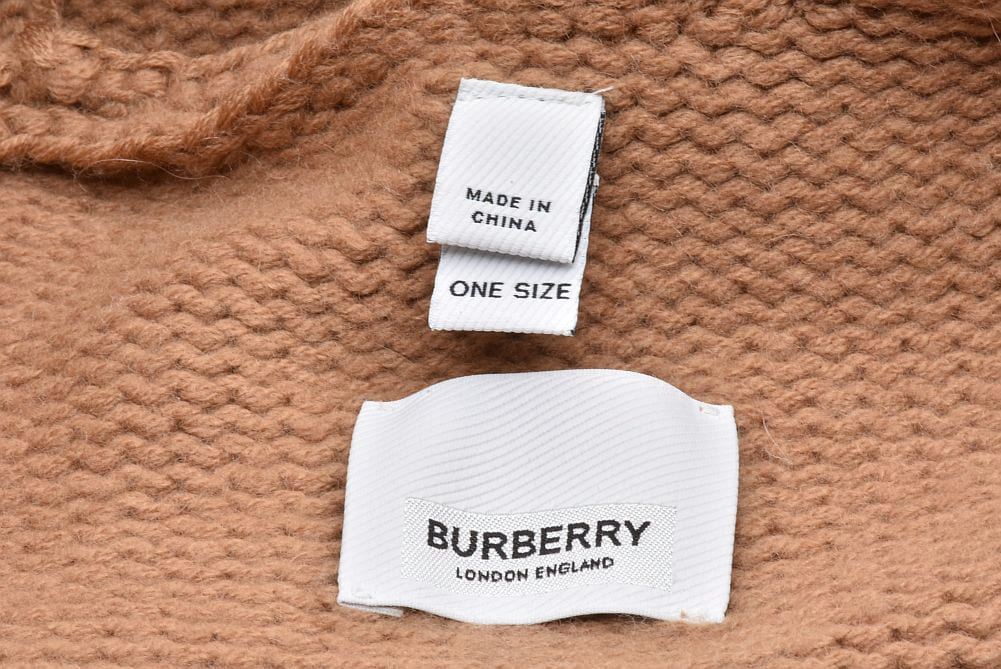 MADE IN
CHINA
ONE SIZE
BURBERRY
LONDON ENGLAND